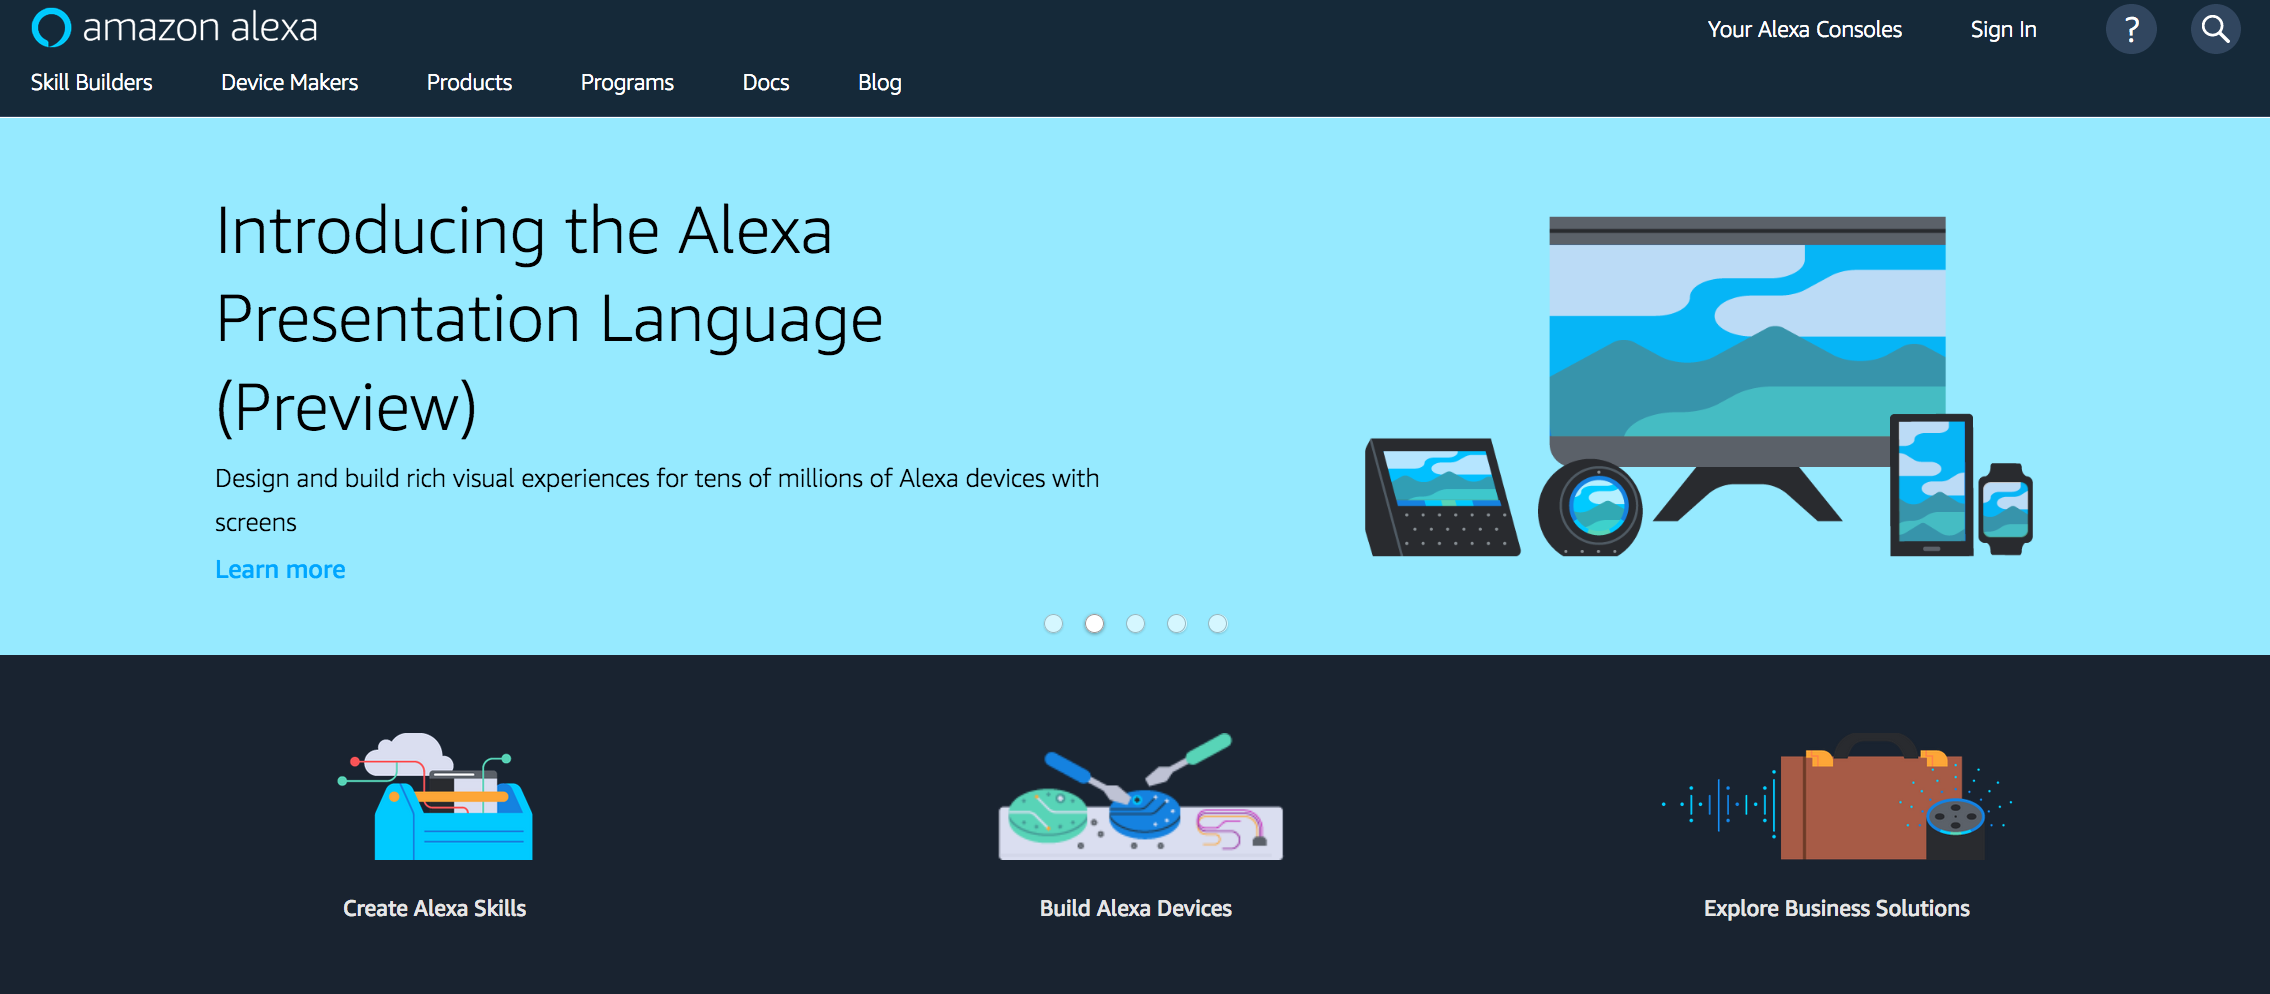 amazon alexa
Your Alexa Consoles
Sign In
?
Skill Builders
Device Makers
Products
Programs
Docs
Blog
Introducing the Alexa
Presentation Language
(Preview)
Design and build rich visual experiences for tens of millions of Alexa devices with
screens
Learn more
Create Alexa Skills
Build Alexa Devices
Explore Business Solutions